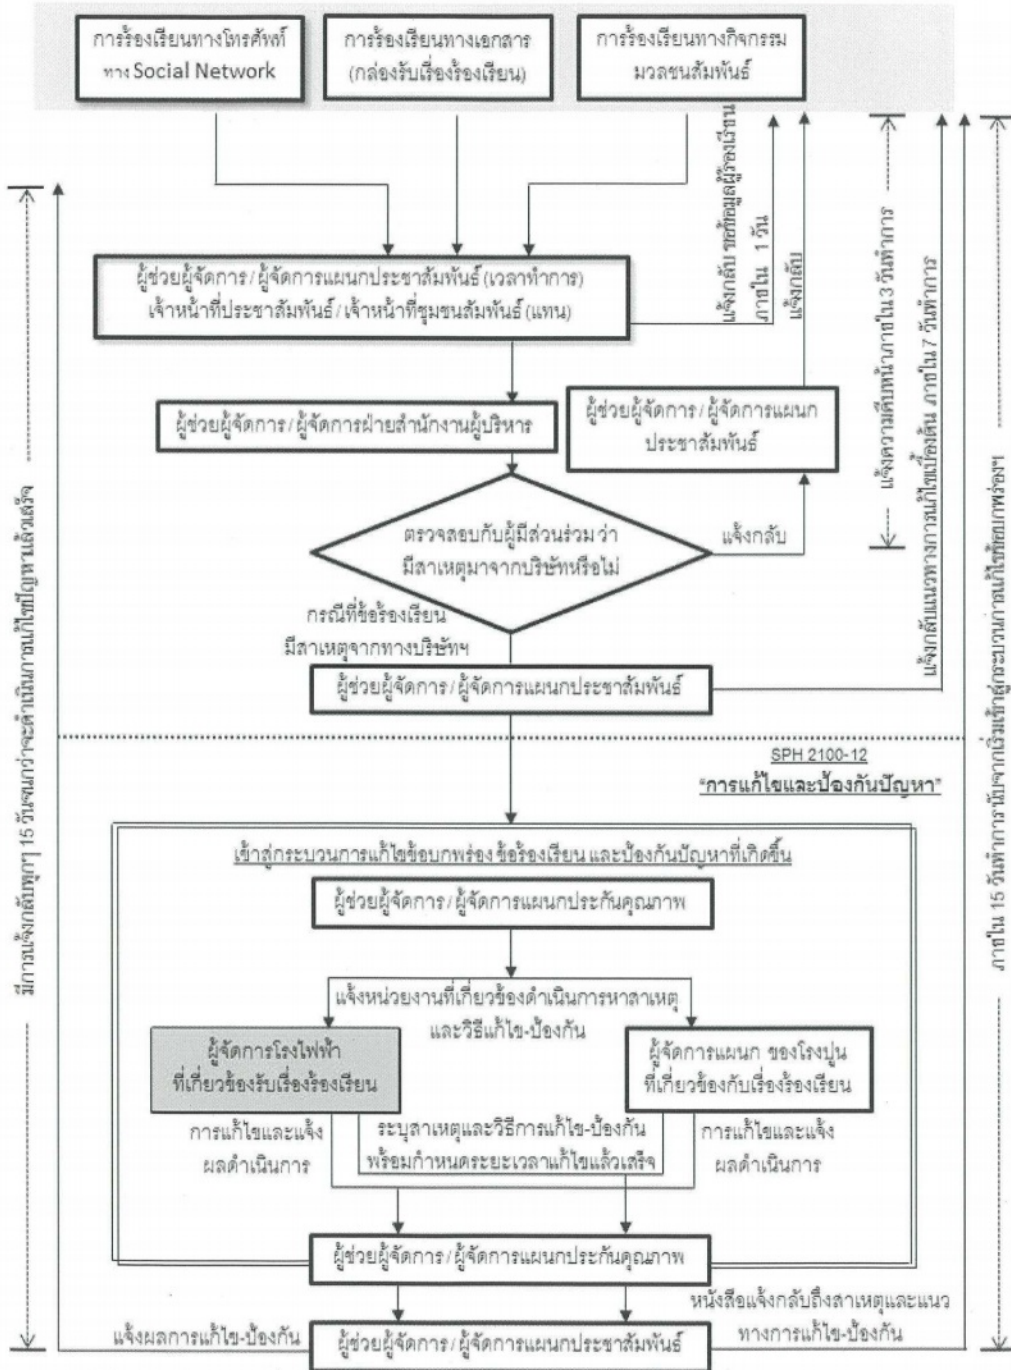 การร้องเรียนทางโทรศัพท์
ทาง Social Network
การร้องเรียนทางเอกสาร
(กล่องรับเรื่องร้องเรียน)
การร้องเรียนทางกิจกรรม
มวลชนสัมพันธ์
แจ้งกลับ ขอข้อมูลผู้ร้องเรียน
ภายใน 1 วัน
แจ้งกลับ
แจ้งความคืบหน้าภายใน 3 วันทำการ
แจ้งกลับแนวทางการแก้ไขเบื้องต้น ภายใน 7 วันทำการ
ภายใน 15 วันทำการนับจากเริ่มเข้าสู่กระบวนการแก้ไขข้อบกพร่องฯ
มีการแจ้งกลับทุกๆ 15 วันจนกว่าจะดำเนินการแก้ไขปัญหาแล้วเสร็จ
ผู้ช่วยผู้จัดการ / ผู้จัดการแผนกประชาสัมพันธ์ (เวลาทำการ)
เจ้าหน้าที่ประชาสัมพันธ์ / เจ้าหน้าที่ชุมชนสัมพันธ์ (แทน)
ผู้ช่วยผู้จัดการ / ผู้จัดการฝ่ายสำนักงานผู้บริหาร
ผู้ช่วยผู้จัดการ / ผู้จัดการแผนก
ประชาสัมพันธ์
ตรวจสอบกับผู้มีส่วนร่วม ว่า
มีสาเหตุมาจากบริษัทหรือไม่
แจ้งกลับ
กรณีที่ข้อร้องเรียน
มีสาเหตุจากทางบริษัทฯ
ผู้ช่วยผู้จัดการ / ผู้จัดการแผนกประชาสัมพันธ์
SPH 2100-12
"การแก้ไขและป้องกันปัญหา"
เข้าสู่กระบวนการแก้ไขข้อบกพร่อง ข้อร้องเรียน และป้องกันปัญหาที่เกิดขึ้น
ผู้ช่วยผู้จัดการ / ผู้จัดการแผนกประกันคุณภาพ
แจ้งหน่วยงานที่เกี่ยวข้องดำเนินการหาสาเหตุ
และวิธีแก้ไข-ป้องกัน
ผู้จัดการโรงไฟฟ้า
ที่เกี่ยวข้องรับเรื่องร้องเรียน
ผู้จัดการแผนก ของโรงปูน
ที่เกี่ยวข้องกับเรื่องร้องเรียน
การแก้ไขและแจ้ง
ผลดำเนินการ
ระบุสาเหตุและวิธีการแก้ไข-ป้องกัน
พร้อมกำหนดระยะเวลาแก้ไขแล้วเสร็จ
การแก้ไขและแจ้ง
ผลดำเนินการ
ผู้ช่วยผู้จัดการ / ผู้จัดการแผนกประกันคุณภาพ
แจ้งผลการแก้ไข-ป้องกัน
หนังสือแจ้งกลับถึงสาเหตุและแนว
ทางการแก้ไข-ป้องกัน
ผู้ช่วยผู้จัดการ / ผู้จัดการแผนกประชาสัมพันธ์